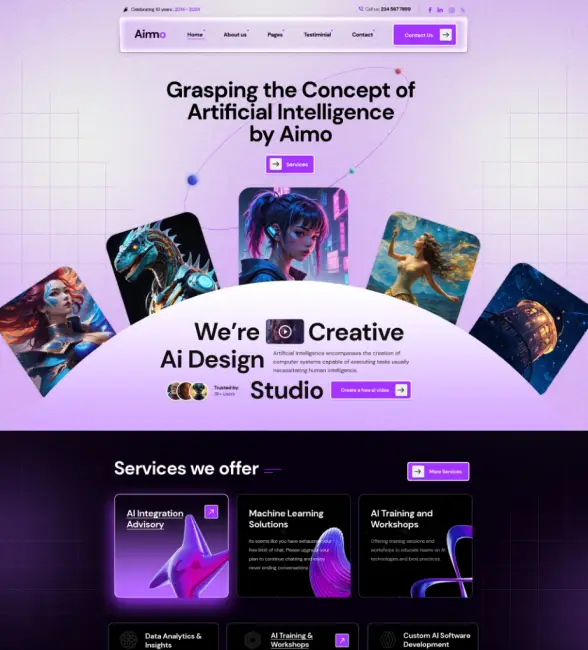 Celebrating 10 years: 2014 - 2024
Call us: 234 567 7899
Aimo
Home
About us
Pages
Testiminial
Contact
Contact Us
Grasping the Concept of
Artificial Intelligence
by Aimo
Services
We're Creative
Ai Design
Artificial Intelligence encompasses the creation of
computer systems capable of executing tasks usually
necessitating human intelligence.
Trusted by
Studio
Create a free ai video
Services we offer
More Services
AI Integration
Advisory
Machine Learning
Solutions
Its seems like you have exhausted your
free limit of chat. Please upgrade your
plan to continue chatting and enjoy
never ending conversations.
AI Training and
Workshops
Offering training sessions and
workshops to educate teams on AI
technologies and best practices.
Data Analytics &
Insights
AI Training &
Workshops
Custom AI Software
Development